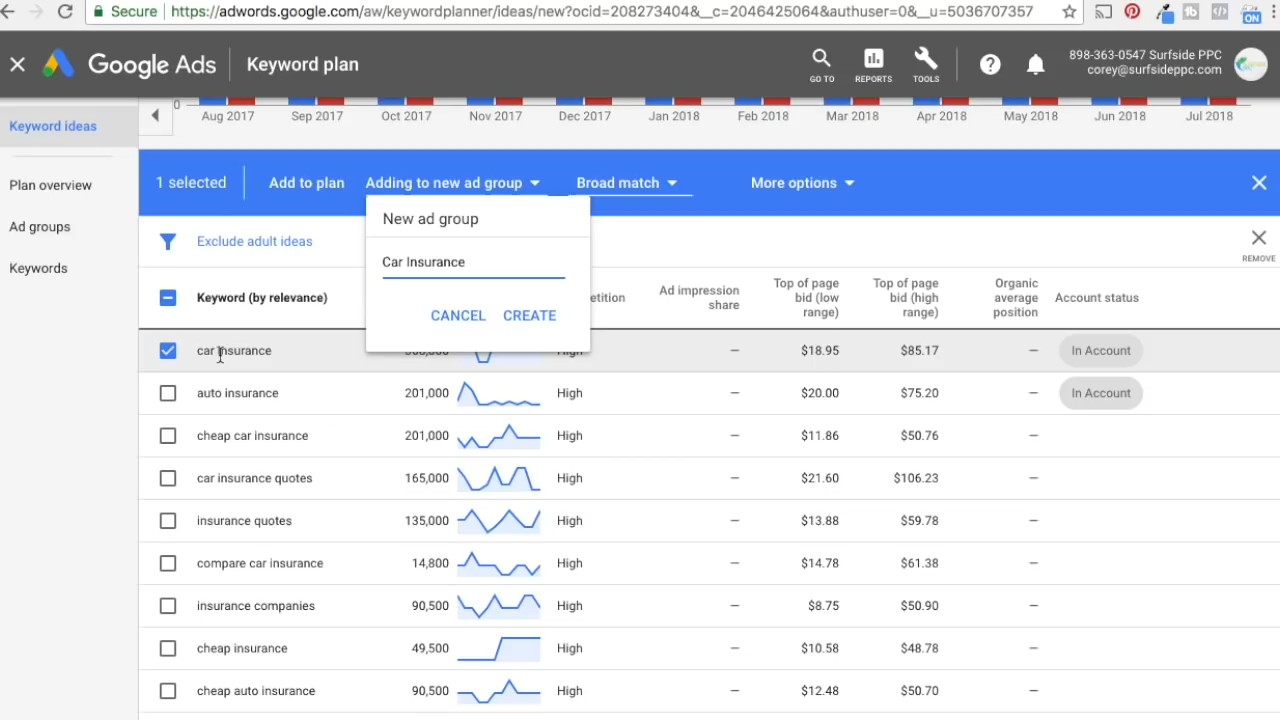 Secure
https://adwords.google.com/aw/keywordplanner/ideas/new?ocid=208273404&__c=2046425064&authuser=0&__u=5036707357
ON
Google Ads
Keyword plan
GO TO
REPORTS
TOOLS
898-363-0547 Surfside PPC
corey@surfsideppc.com
Keyword ideas
Plan overview
Ad groups
Keywords
0
Aug 2017 Sep 2017 Oct 2017 Nov 2017 Dec 2017 Jan 2018 Feb 2018 Mar 2018 Apr 2018 May 2018 Jun 2018 Jul 2018
1 selected Add to plan Adding to new ad group Broad match More options
New ad group
Car Insurance
CANCEL CREATE
Exclude adult ideas
REMOVE
Keyword (by relevance) etition Ad impression share Top of page bid (low range) Top of page bid (high range) Organic average position Account status
car insurance High – $18.95 $85.17 – In Account
auto insurance 201,000 High – $20.00 $75.20 – In Account
cheap car insurance 201,000 High – $11.86 $50.76 –
car insurance quotes 165,000 High – $21.60 $106.23 –
insurance quotes 135,000 High – $13.88 $59.78 –
compare car insurance 14,800 High – $14.78 $61.38 –
insurance companies 90,500 High – $8.75 $50.90 –
cheap insurance 49,500 High – $10.58 $48.78 –
cheap auto insurance 90,500 High – $12.48 $50.70 –